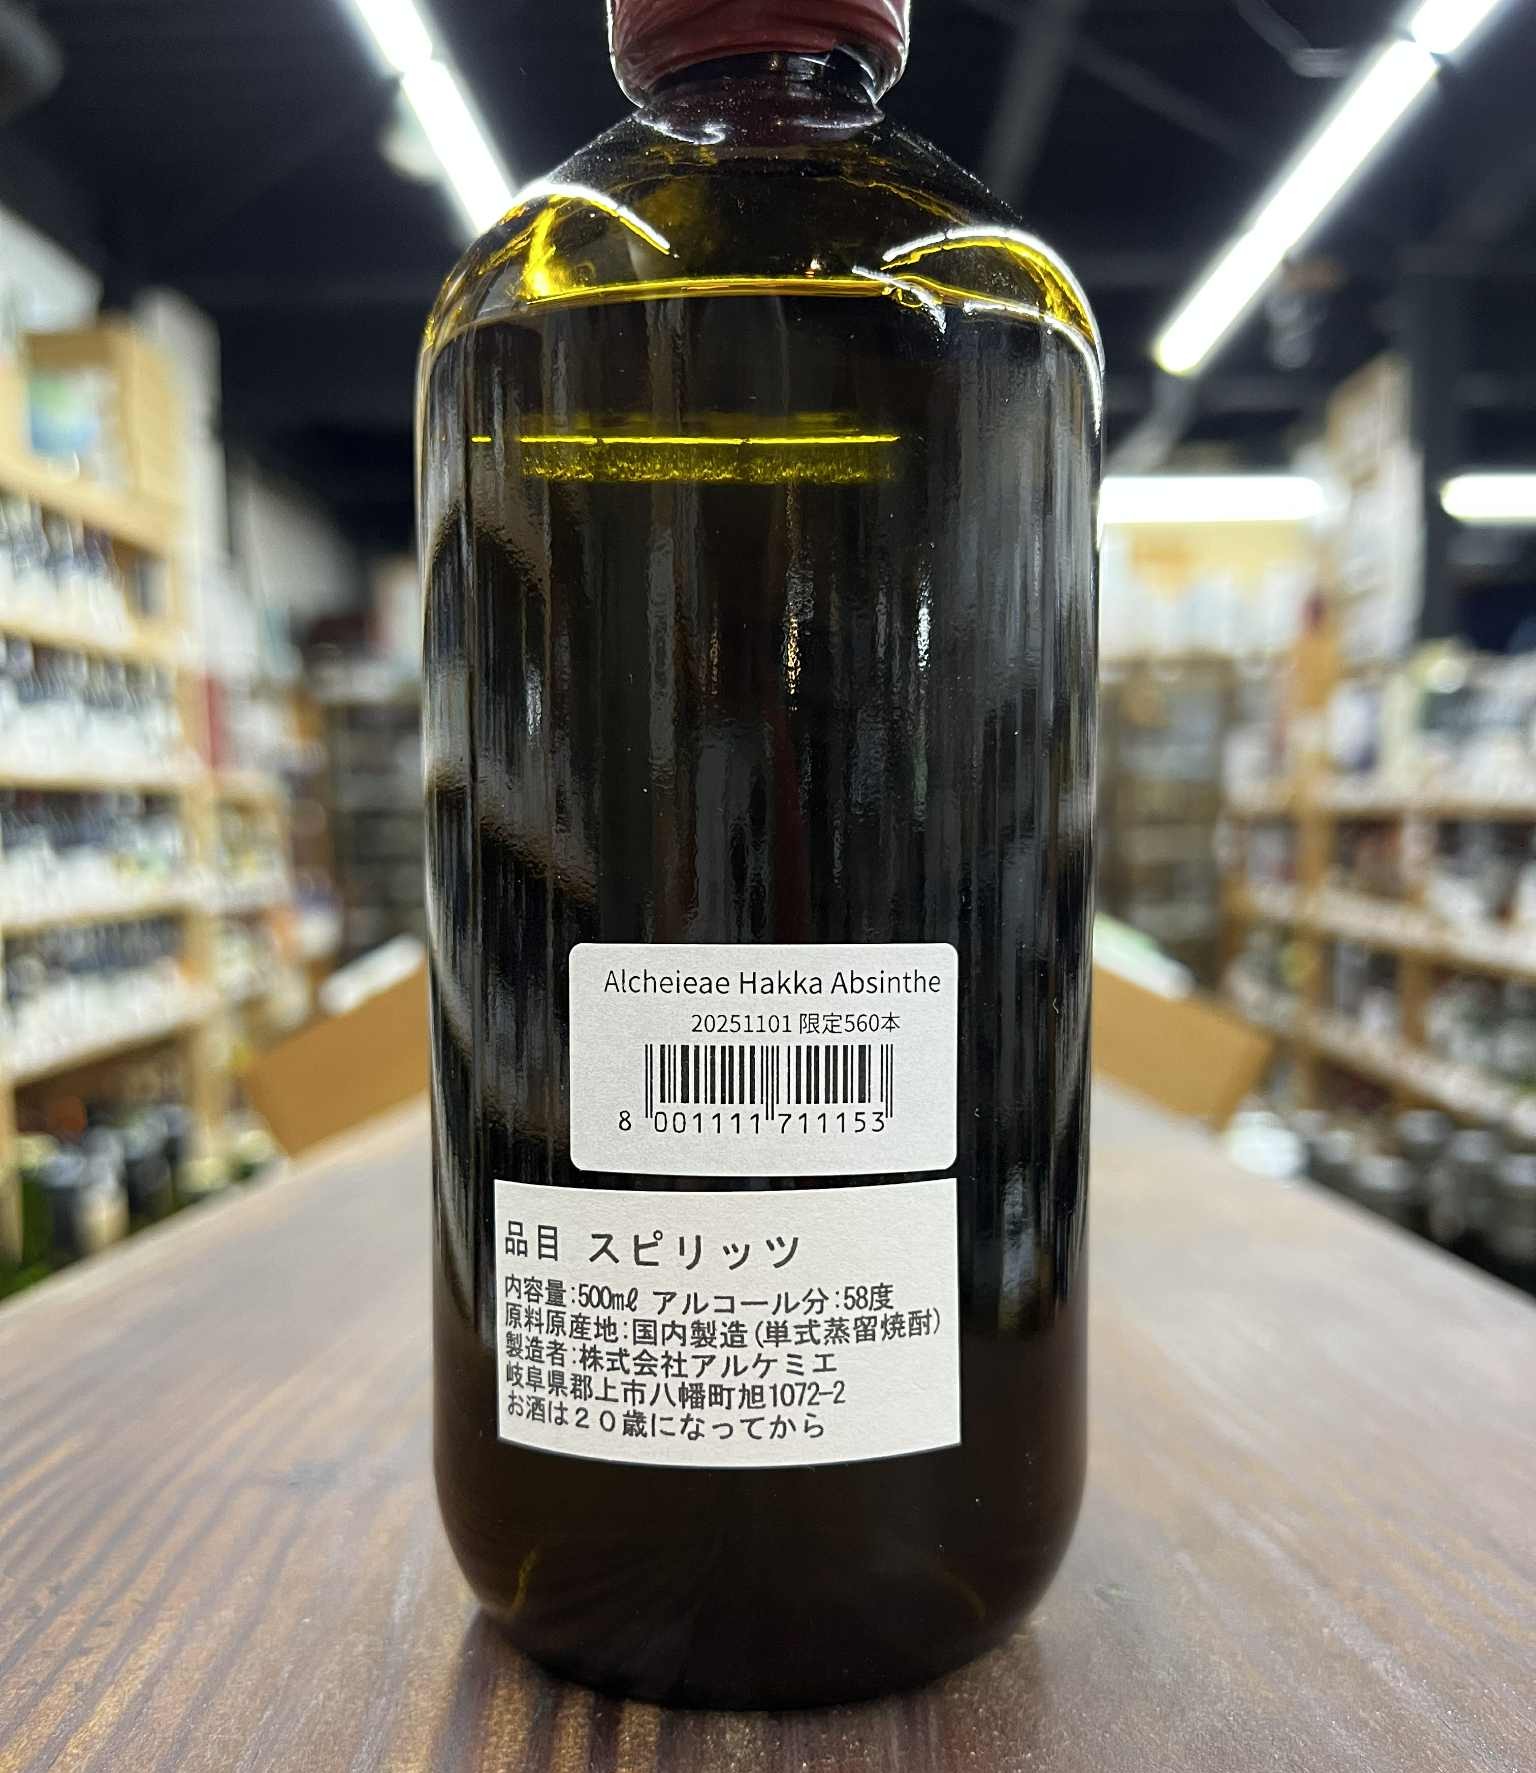 Alcheieae Hakka Absinthe
20251101 限定560本
8 001111 711153
品目 スピリッツ
内容量:500mℓ アルコール分:58度
原料原産地:国内製造(単式蒸留焼酎)
製造者:株式会社アルケミエ
岐阜県郡上市八幡町旭1072-2
お酒は２０歳になってから